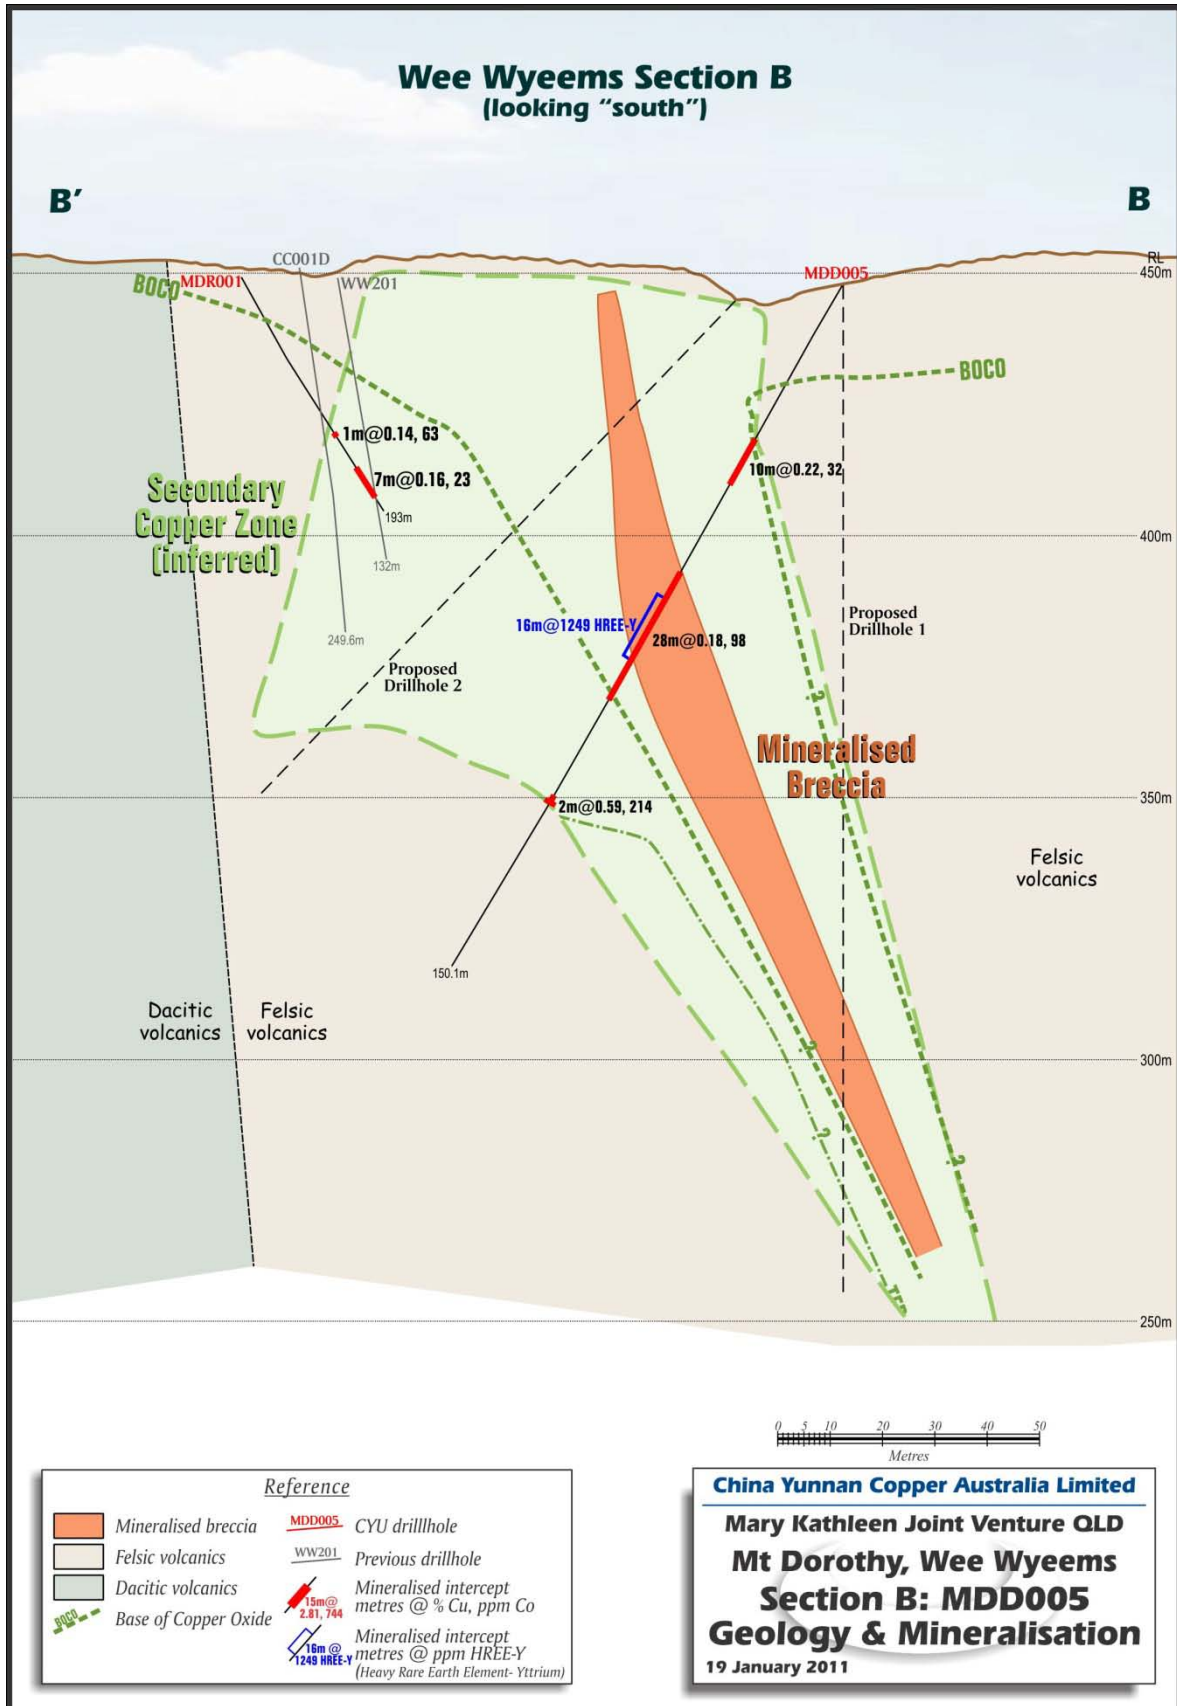 Wee Wyeems Section B
(looking “south”)
B′
B
CC001D
MDR001
WW201
MDD005
RL
450m
BOCO
BOCO
1m@0.14, 63
7m@0.16, 23
10m@0.22, 32
Secondary
Copper Zone
(inferred)
193m
400m
132m
16m@1249 HREE-Y
28m@0.18, 98
249.6m
Proposed
Drillhole 1
Proposed
Drillhole 2
?
Mineralised
Breccia
350m
2m@0.59, 214
Felsic
volcanics
150.1m
Dacitic
volcanics
Felsic
volcanics
?
300m
?
?
250m
0 5 10 20 30 40 50
Metres
Reference
Mineralised breccia
Felsic volcanics
Dacitic volcanics
BOCO
Base of Copper Oxide
MDD005
CYU drilllhole
WW201
Previous drillhole
15m@
2.81, 744
Mineralised intercept
metres @ % Cu, ppm Co
16m @
1249 HREE-Y
Mineralised intercept
metres @ ppm HREE-Y
(Heavy Rare Earth Element- Yttrium)
China Yunnan Copper Australia Limited
Mary Kathleen Joint Venture QLD
Mt Dorothy, Wee Wyeems
Section B: MDD005
Geology & Mineralisation
19 January 2011